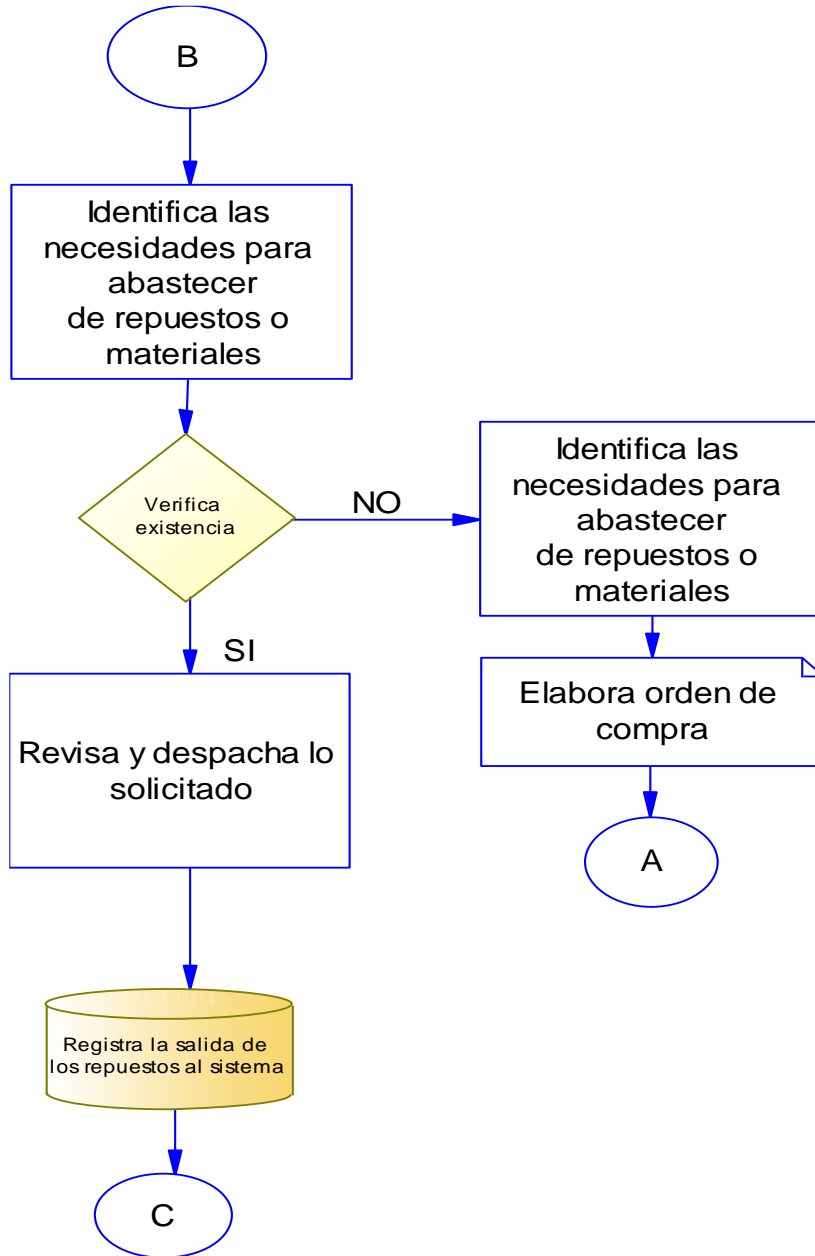 B
Identifica las
necesidades para
abastecer
de repuestos o
materiales
Verifica
existencia
NO
Identifica las
necesidades para
abastecer
de repuestos o
materiales
SI
Elabora orden de
compra
Revisa y despacha lo
solicitado
A
Registra la salida de
los repuestos al sistema
C